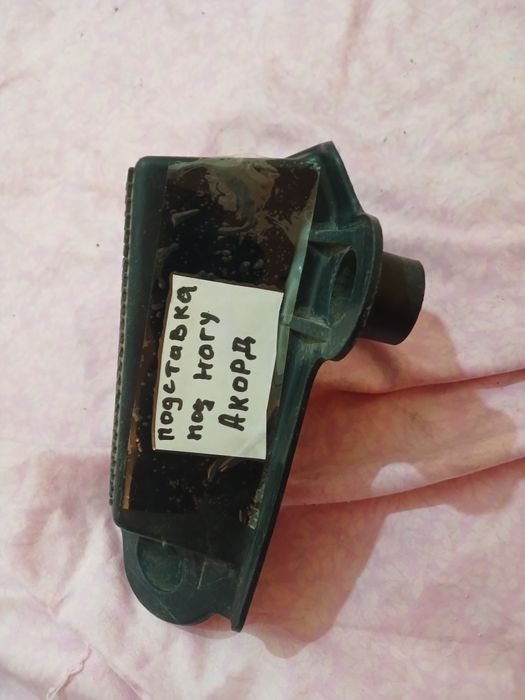 подставка
под ногу
Акорд